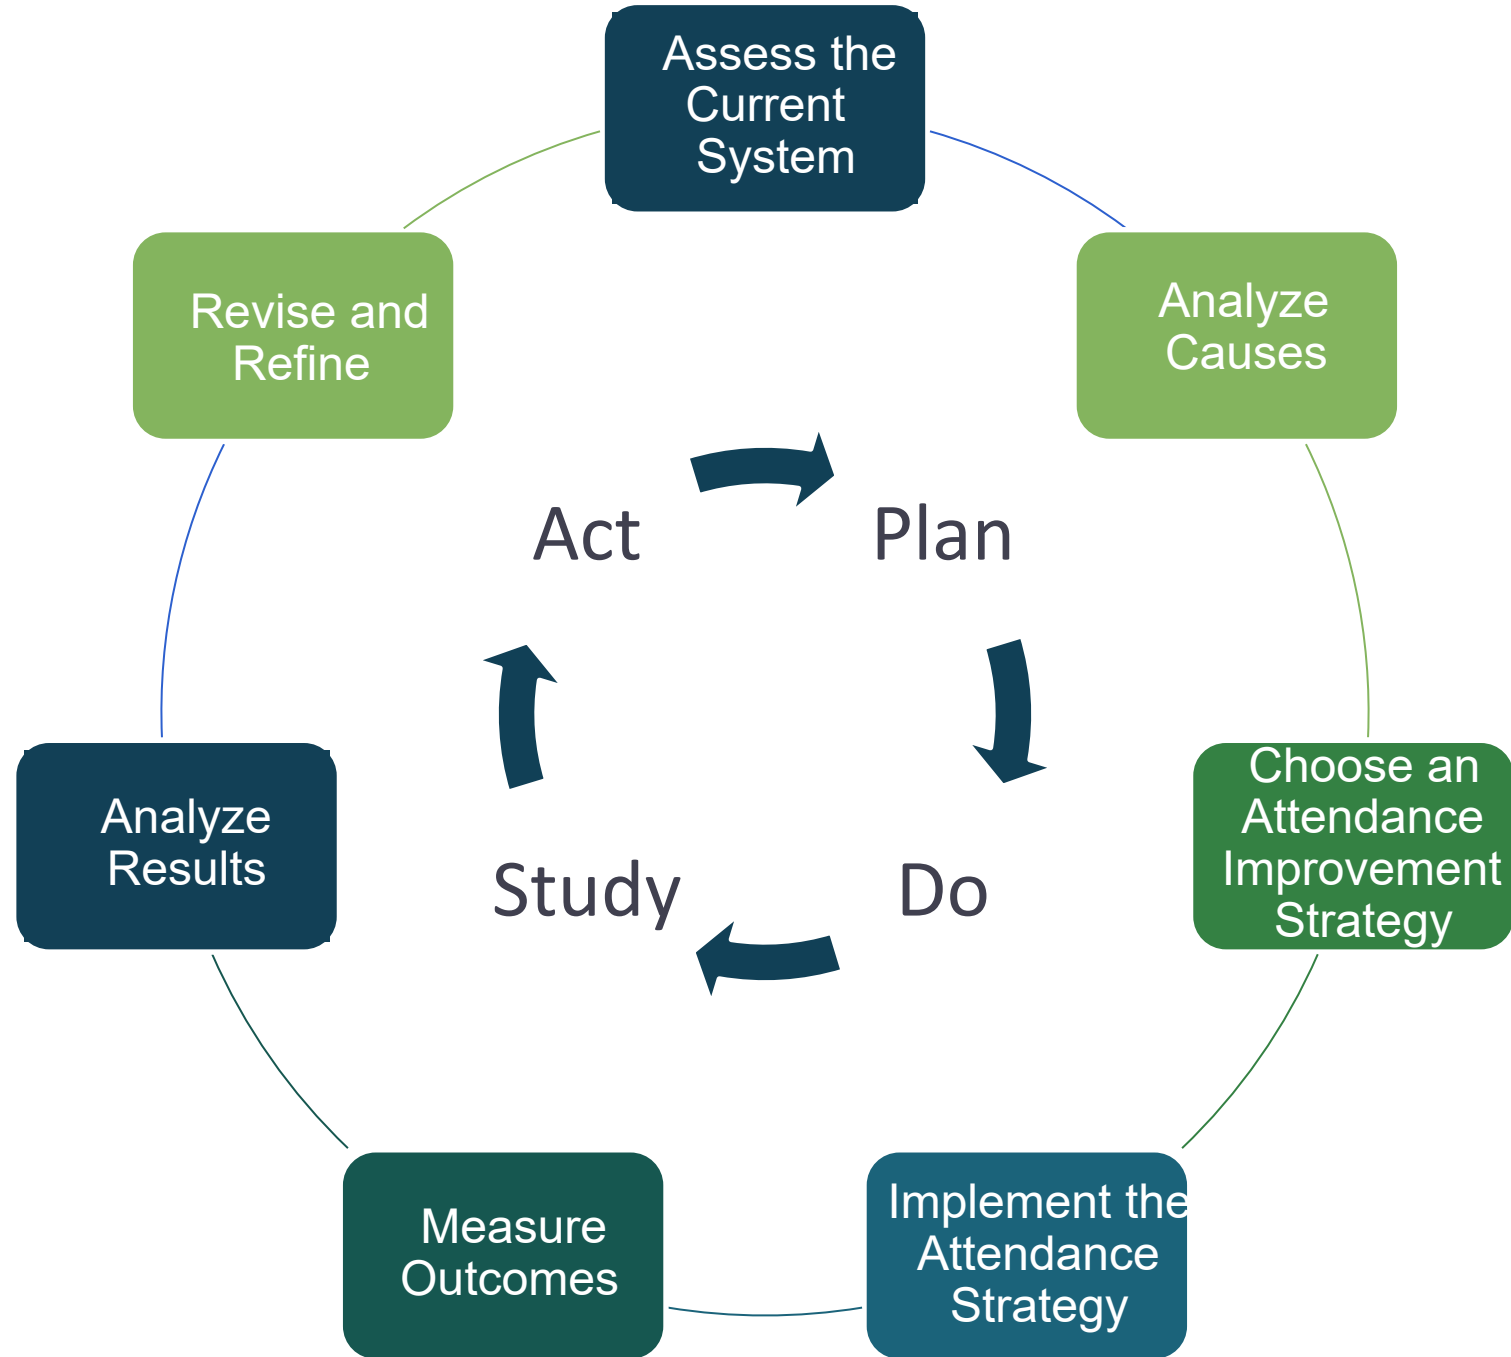 Assess the
Current
System
Analyze
Causes
Choose an
Attendance
Improvement
Strategy
Implement the
Attendance
Strategy
Measure
Outcomes
Analyze
Results
Revise and
Refine
Act
Plan
Do
Study